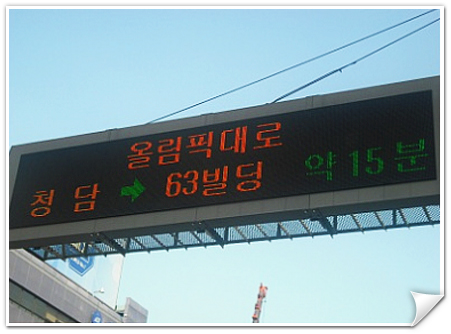 올림픽대로
청담 → 63빌딩 약15분